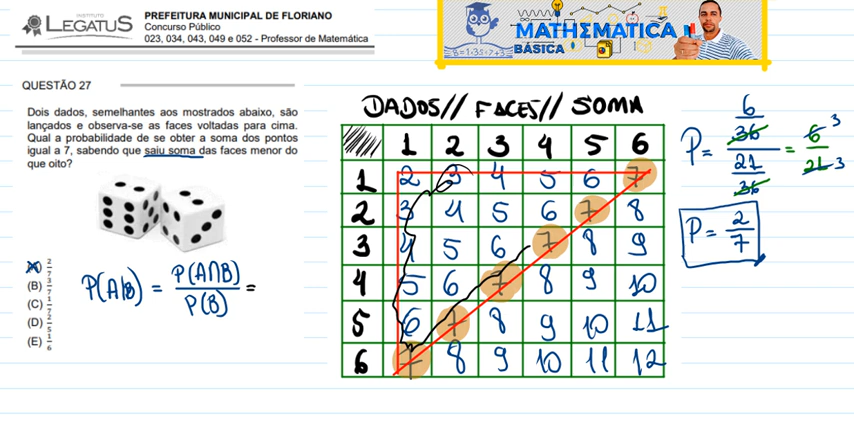 INSTITUTO
LEGATUS
PREFEITURA MUNICIPAL DE FLORIANO
Concurso Público
023, 034, 043, 049 e 052 - Professor de Matemática
MATHEMÁTICA
BÁSICA
QUESTÃO 27
Dois dados, semelhantes aos mostrados abaixo, são
lançados e observa-se as faces voltadas para cima.
Qual a probabilidade de se obter a soma dos pontos
igual a 7, sabendo que saiu soma das faces menor do
que oito?
(A) 2/7
(B) 3/7
(C) 1/7
(D) 2/5
(E) 1/6
P(A|B) = P(A∩B)/P(B) =
DADOS// FACES// SOMA
1 2 3 4 5 6
1 2 3 4 5 6 7
2 3 4 5 6 7 8
3 4 5 6 7 8 9
4 5 6 7 8 9 10
5 6 7 8 9 10 11
6 7 8 9 10 11 12
P = 6/36 / 21/36 = 6/21 :3 :3
P = 2/7